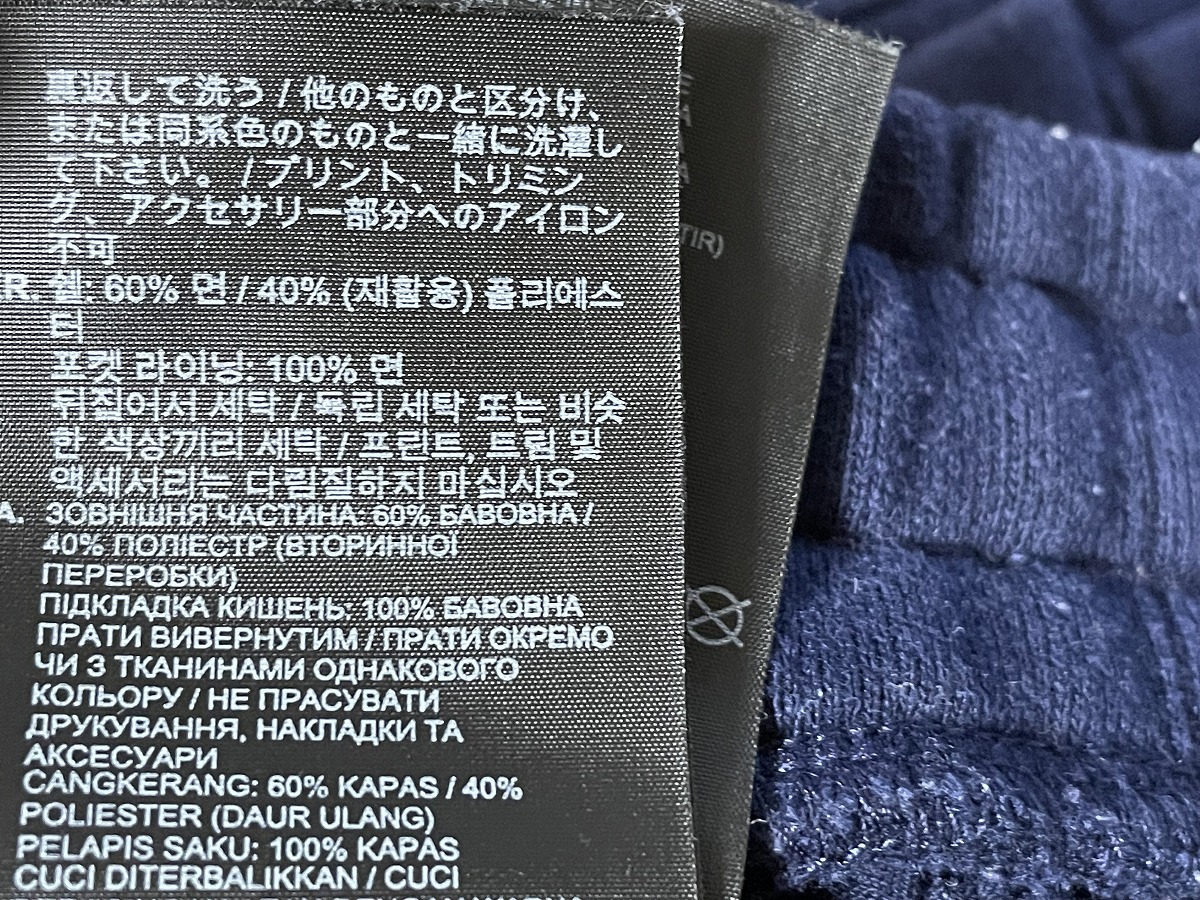 裏返して洗う / 他のものと区分け、
または同系色のものと一緒に洗濯し
て下さい。 / プリント、トリミン
グ、アクセサリー部分へのアイロン
不可
R. 쉘: 60% 면 / 40% (재활용) 폴리에스
터
포켓 라이닝: 100% 면
뒤집어서 세탁 / 독립 세탁 또는 비슷
한 색상끼리 세탁 / 프린트, 트림 및
액세서리는 다림질하지 마십시오
A. ЗОВНІШНЯ ЧАСТИНА: 60% БАВОВНА /
40% ПОЛІЕСТР (ВТОРИННОЇ
ПЕРЕРОБКИ)
ПІДКЛАДКА КИШЕНЬ: 100% БАВОВНА
ПРАТИ ВИВЕРНУТИМ / ПРАТИ ОКРЕМО
ЧИ З ТКАНИНАМИ ОДНАКОВОГО
КОЛЬОРУ / НЕ ПРАСУВАТИ
ДРУКУВАННЯ, НАКЛАДКИ ТА
АКСЕСУАРИ
CANGKERANG: 60% KAPAS / 40%
POLIESTER (DAUR ULANG)
PELAPIS SAKU: 100% KAPAS
CUCI DITERBALIKKAN / CUCI
TIR)